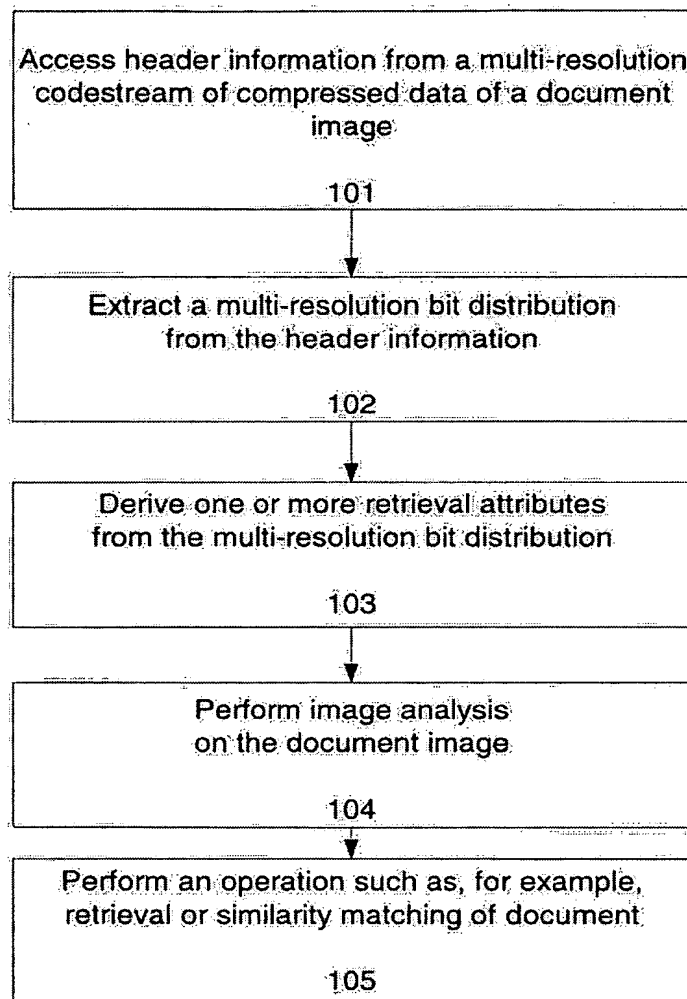 Access header information from a multi-resolution
codestream of compressed data of a document
image
101
Extract a multi-resolution bit distribution
from the header information
102
Derive one or more retrieval attributes
from the multi-resolution bit distribution
103
Perform image analysis
on the document image
104
Perform an operation such as, for example,
retrieval or similarity matching of document
105